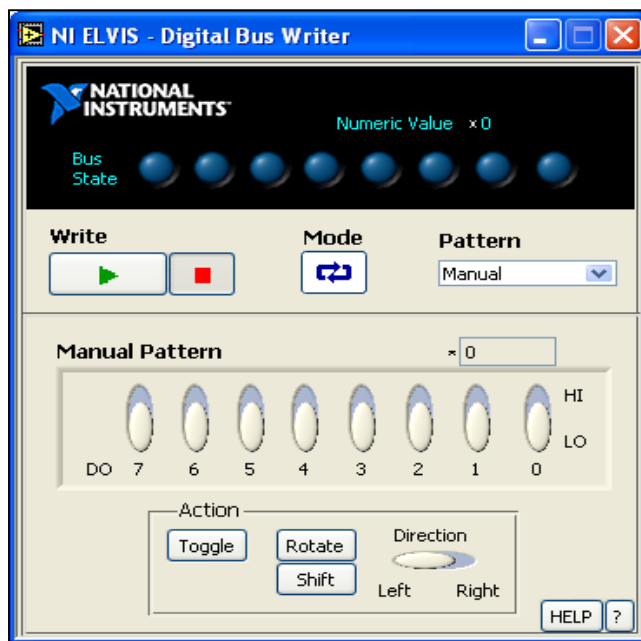 NI ELVIS - Digital Bus Writer
NATIONAL
INSTRUMENTS™
Numeric Value ×0
Bus
State
Write
Mode
Pattern
Manual
Manual Pattern
× 0
HI
LO
DO 7 6 5 4 3 2 1 0
Action
Toggle
Rotate
Direction
Shift
Left Right
HELP ?